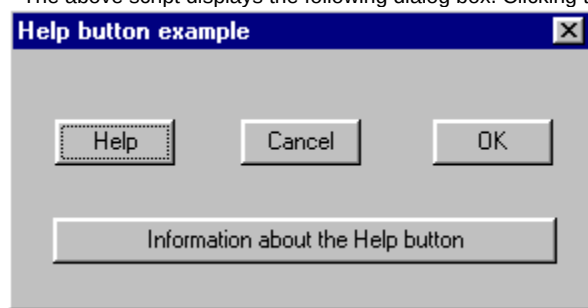 The above script displays the following dialog box. Clicking t
Help button example
Help Cancel OK
Information about the Help button